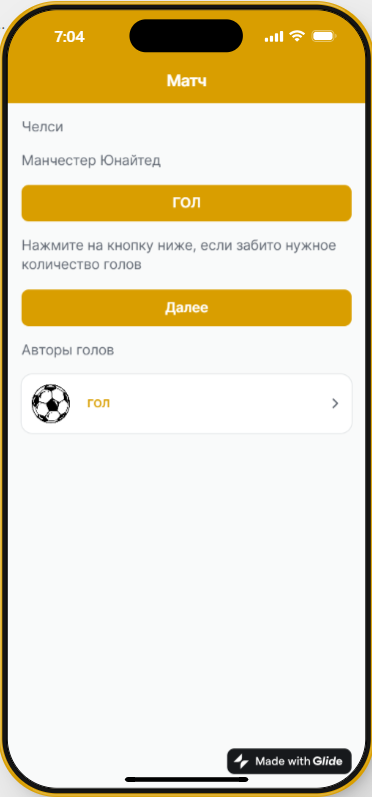 7:04
Матч
Челси
Манчестер Юнайтед
ГОЛ
Нажмите на кнопку ниже, если забито нужное
количество голов
Далее
Авторы голов
ГОЛ
Made with Glide